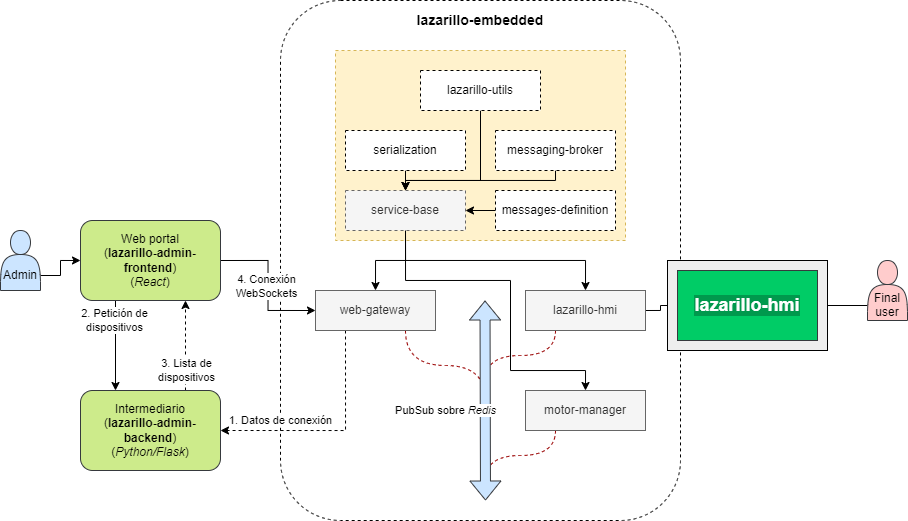 lazarillo-embedded
lazarillo-utils
serialization
messaging-broker
service-base
messages-definition
Admin
Web portal
(lazarillo-admin-
frontend)
(React)
4. Conexión
WebSockets
2. Petición de
dispositivos
3. Lista de
dispositivos
web-gateway
lazarillo-hmi
lazarillo-hmi
Final
user
Intermediario
(lazarillo-admin-
backend)
(Python/Flask)
1. Datos de conexión
PubSub sobre Redis
motor-manager